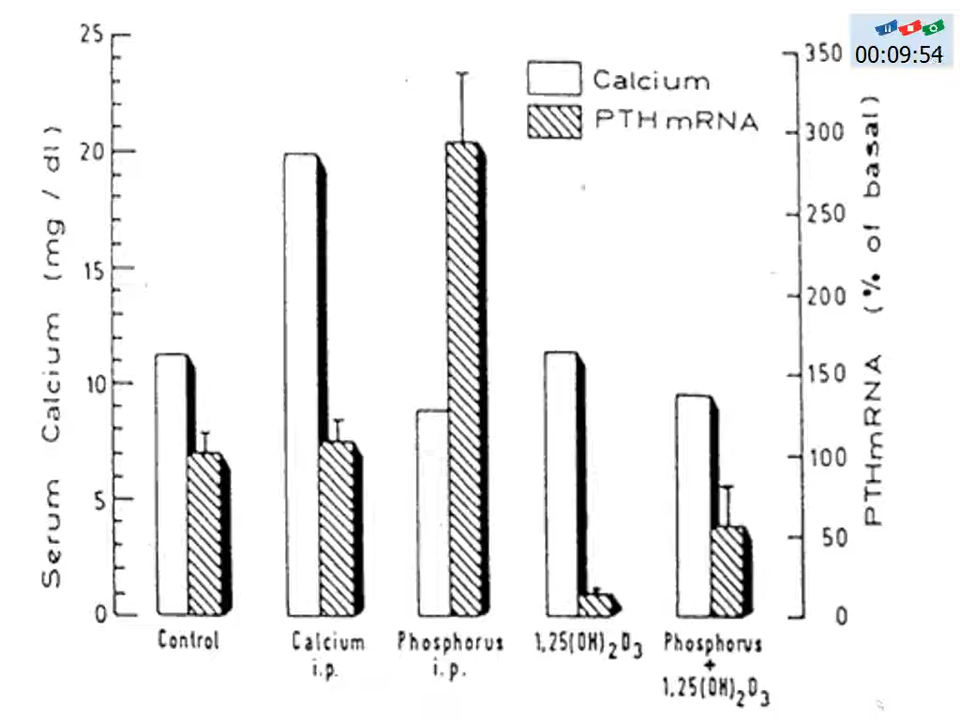 00:09:54
25
20
15
10
5
0
Serum Calcium (mg / dl)
Calcium
PTH mRNA
350
300
250
200
150
100
50
0
PTHmRNA (% of basal)
Control
Calcium
i.p.
Phosphorus
i.p.
1,25(OH)2D3
Phosphorus
+
1,25(OH)2D3